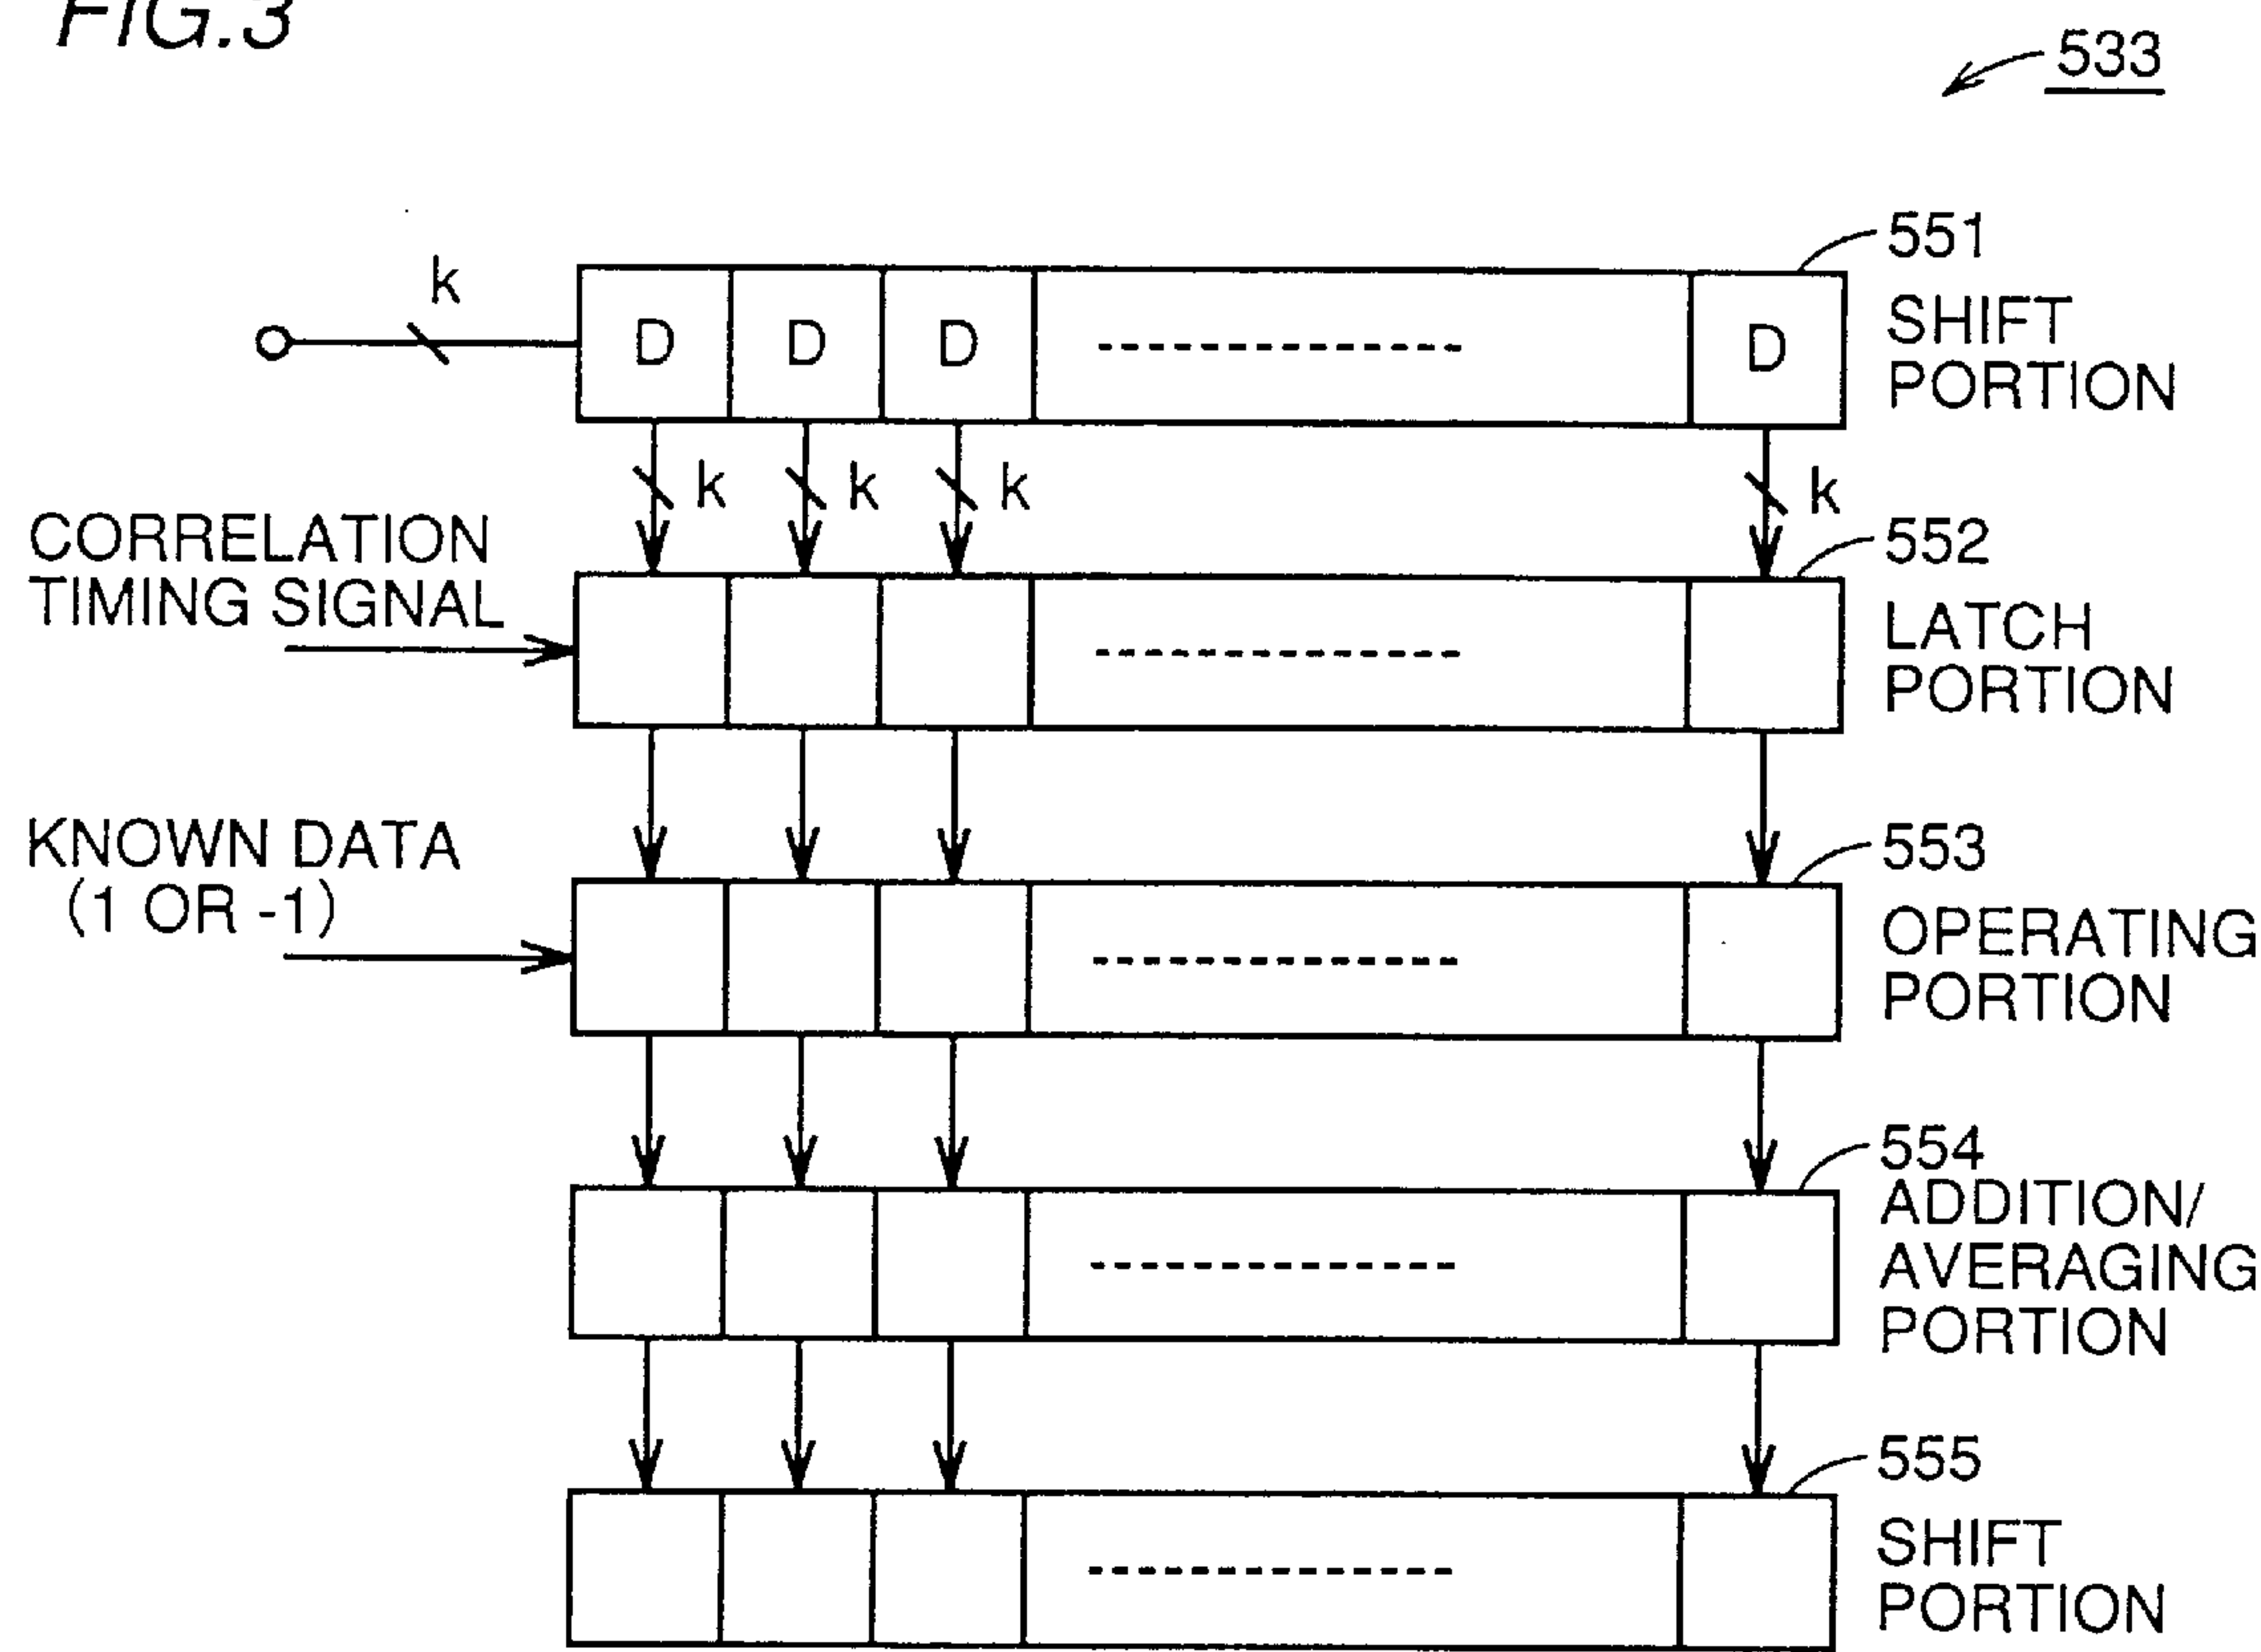 FIG.3
533
k
D D D D
551
SHIFT
PORTION
k k k k
CORRELATION
TIMING SIGNAL
552
LATCH
PORTION
KNOWN DATA
(1 OR -1)
553
OPERATING
PORTION
554
ADDITION/
AVERAGING
PORTION
555
SHIFT
PORTION